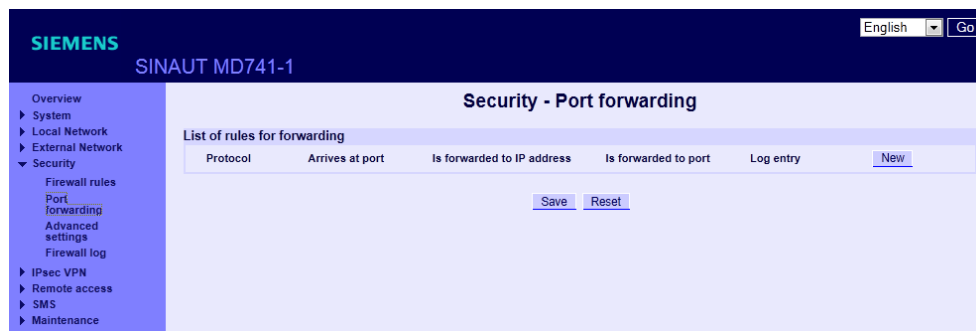 SIEMENS
English
Go
SINAUT MD741-1
Overview
System
Local Network
External Network
Security
Firewall rules
Port
forwarding
Advanced
settings
Firewall log
IPsec VPN
Remote access
SMS
Maintenance
Security - Port forwarding
List of rules for forwarding
Protocol Arrives at port Is forwarded to IP address Is forwarded to port Log entry New
Save Reset